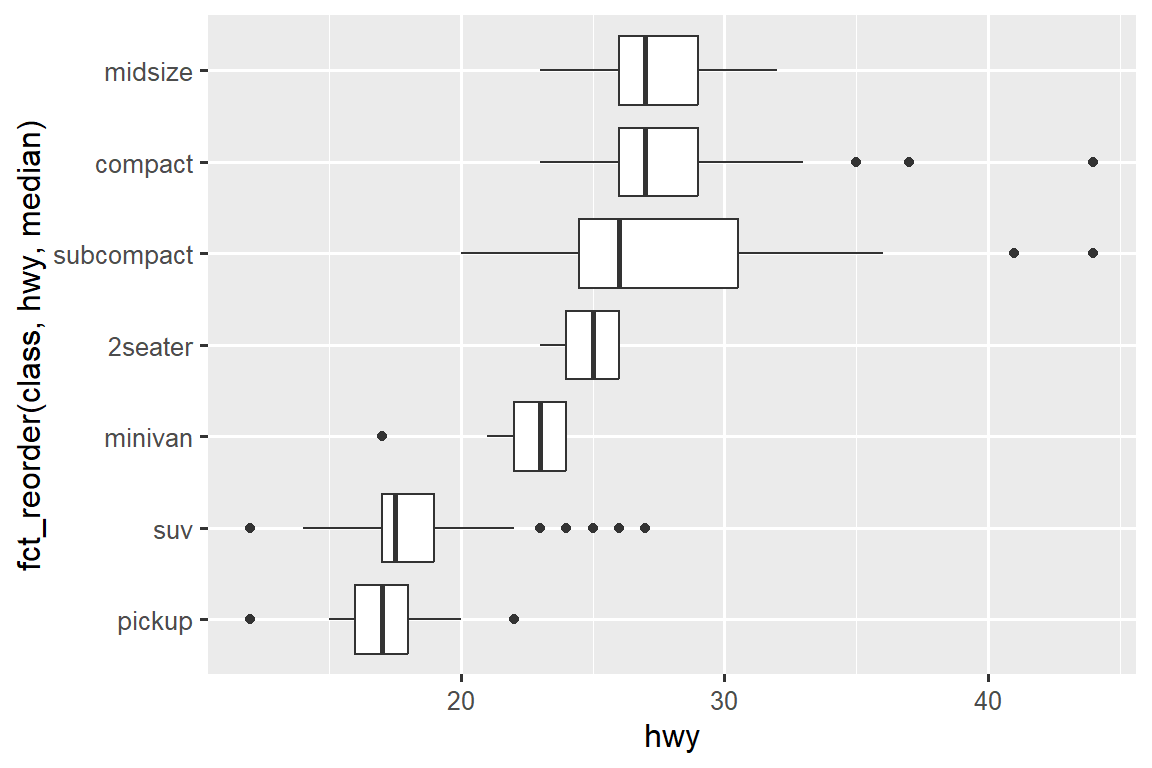 fct_reorder(class, hwy, median)
midsize
compact
subcompact
2seater
minivan
suv
pickup
20 30 40
hwy